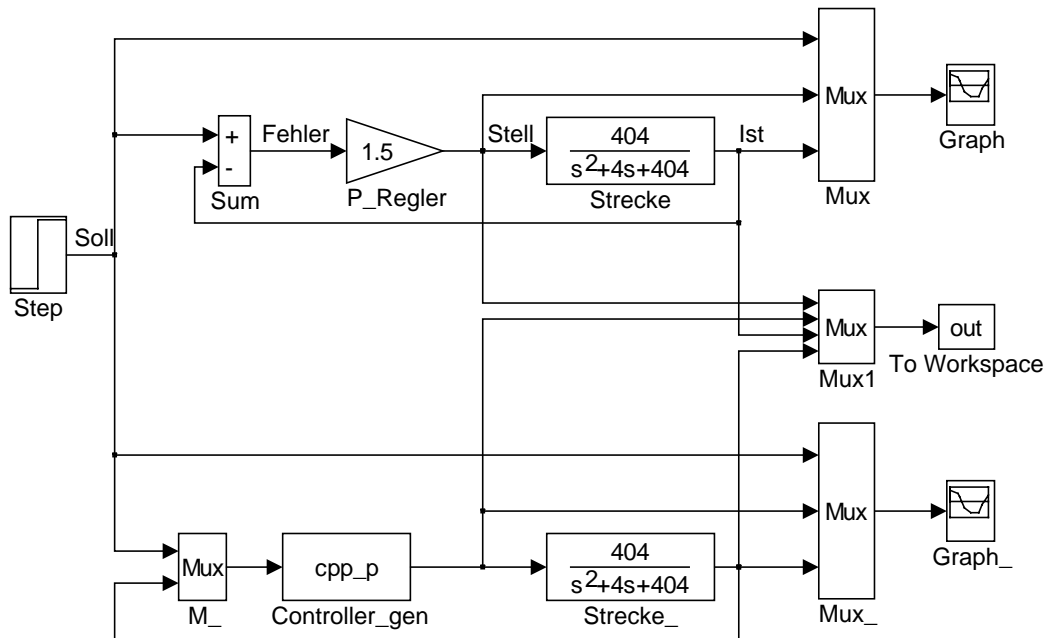 Mux
Graph
Mux
+
-
Sum
Fehler
1.5
P_Regler
Stell
404
s2+4s+404
Strecke
Ist
Soll
Step
Mux
Mux1
out
To Workspace
Mux
Mux_
Graph_
Mux
M_
cpp_p
Controller_gen
404
s2+4s+404
Strecke_